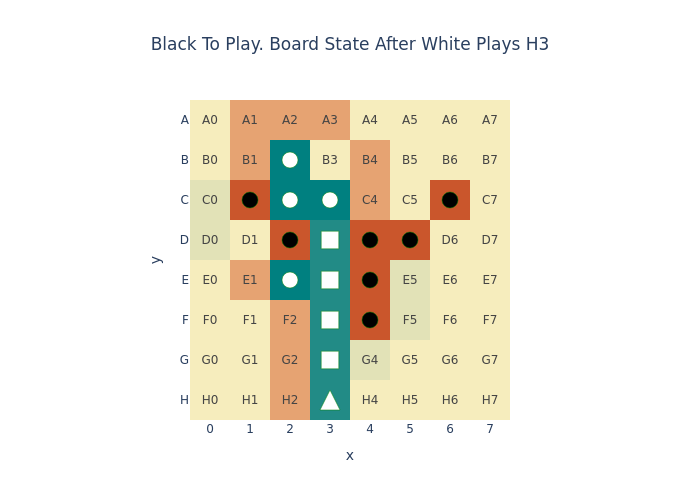 Black To Play. Board State After White Plays H3
A A0 A1 A2 A3 A4 A5 A6 A7
B B0 B1 B3 B4 B5 B6 B7
C C0 C4 C5 C7
y D D0 D1 D6 D7
E E0 E1 E5 E6 E7
F F0 F1 F2 F5 F6 F7
G G0 G1 G2 G4 G5 G6 G7
H H0 H1 H2 H4 H5 H6 H7
0 1 2 3 4 5 6 7
x